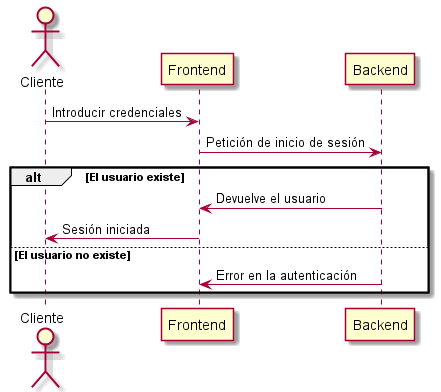 Cliente
Frontend
Backend
Introducir credenciales
Petición de inicio de sesión
alt
[El usuario existe]
Devuelve el usuario
Sesión iniciada
[El usuario no existe]
Error en la autenticación
Cliente
Frontend
Backend